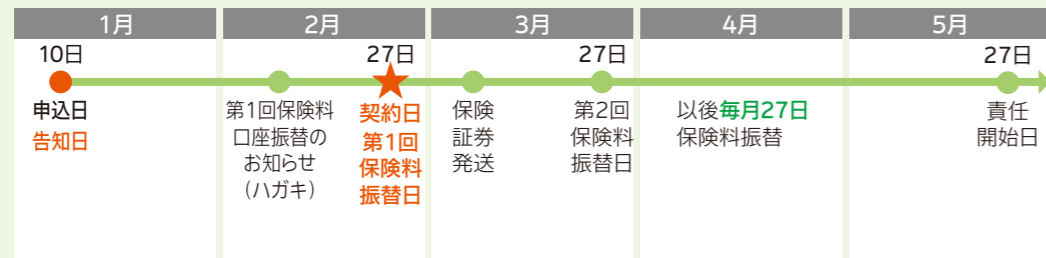 1月
2月
3月
4月
5月
10日
27日
27日
27日
申込日
告知日
第1回保険料
口座振替の
お知らせ
(ハガキ)
契約日
第1回
保険料
振替日
保険
証券
発送
第2回
保険料
振替日
以後毎月27日
保険料振替
責任
開始日